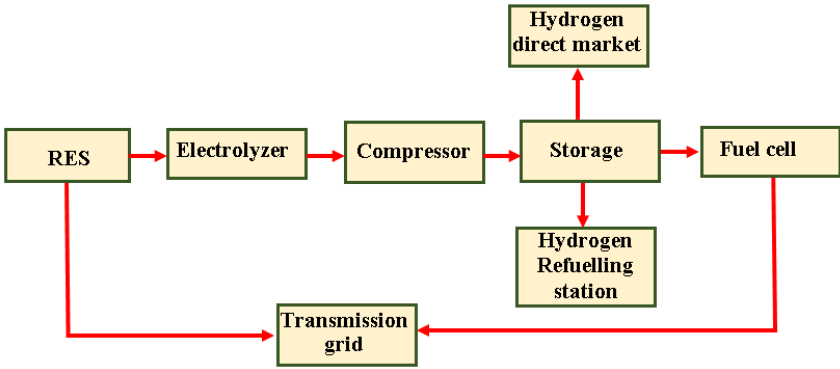 Hydrogen
direct market
RES
Electrolyzer
Compressor
Storage
Fuel cell
Hydrogen
Refuelling
station
Transmission
grid